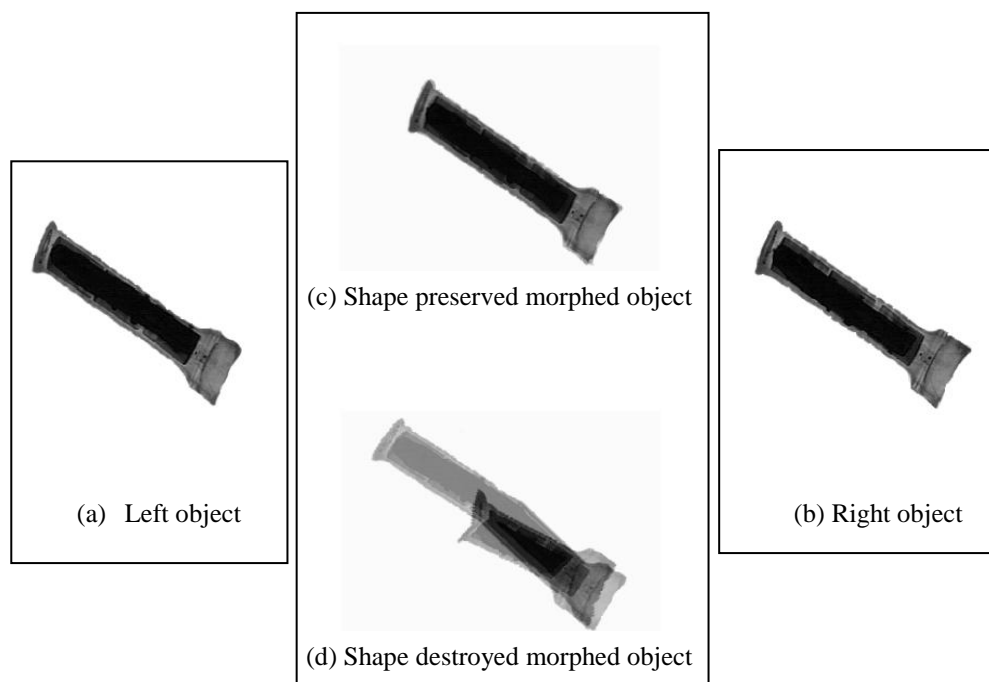 (c) Shape preserved morphed object
(a) Left object
(b) Right object
(d) Shape destroyed morphed object